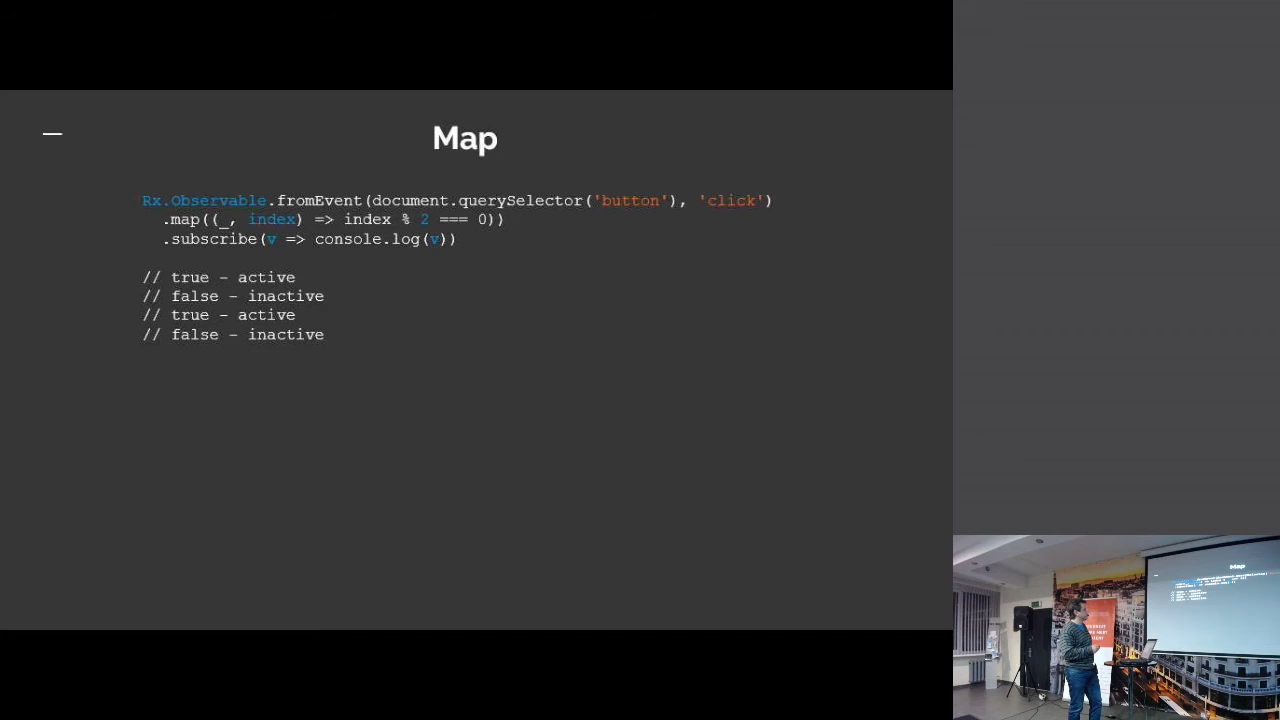 Map
Rx.Observable.fromEvent(document.querySelector('button'), 'click')
.map((_, index) => index % 2 === 0))
.subscribe(v => console.log(v))
// true - active
// false - inactive
// true - active
// false - inactive
Map